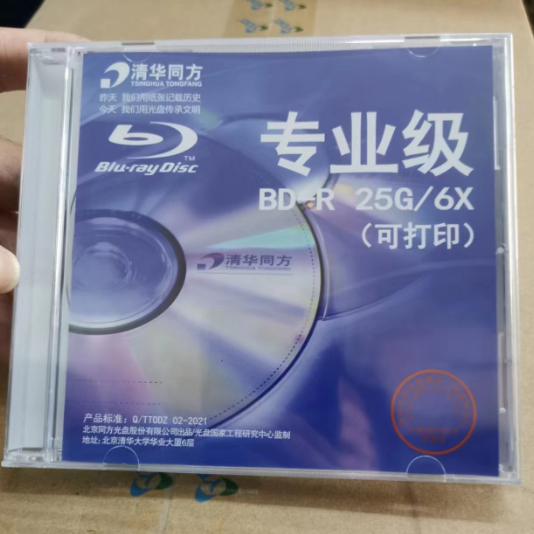 清华同方
TSINGHUA TONGFANG
昨天 我们用纸张记载历史
今天 我们用光盘传承文明
Blu-ray Disc
TM
专业级
BD-R 25G/6X
(可打印)
清华同方
TSINGHUA TONGFANG
产品标准: Q/TTODZ 02-2021
北京同方光盘股份有限公司出品/光盘国家工程研究中心监制
地址: 北京清华大学华业大厦6层